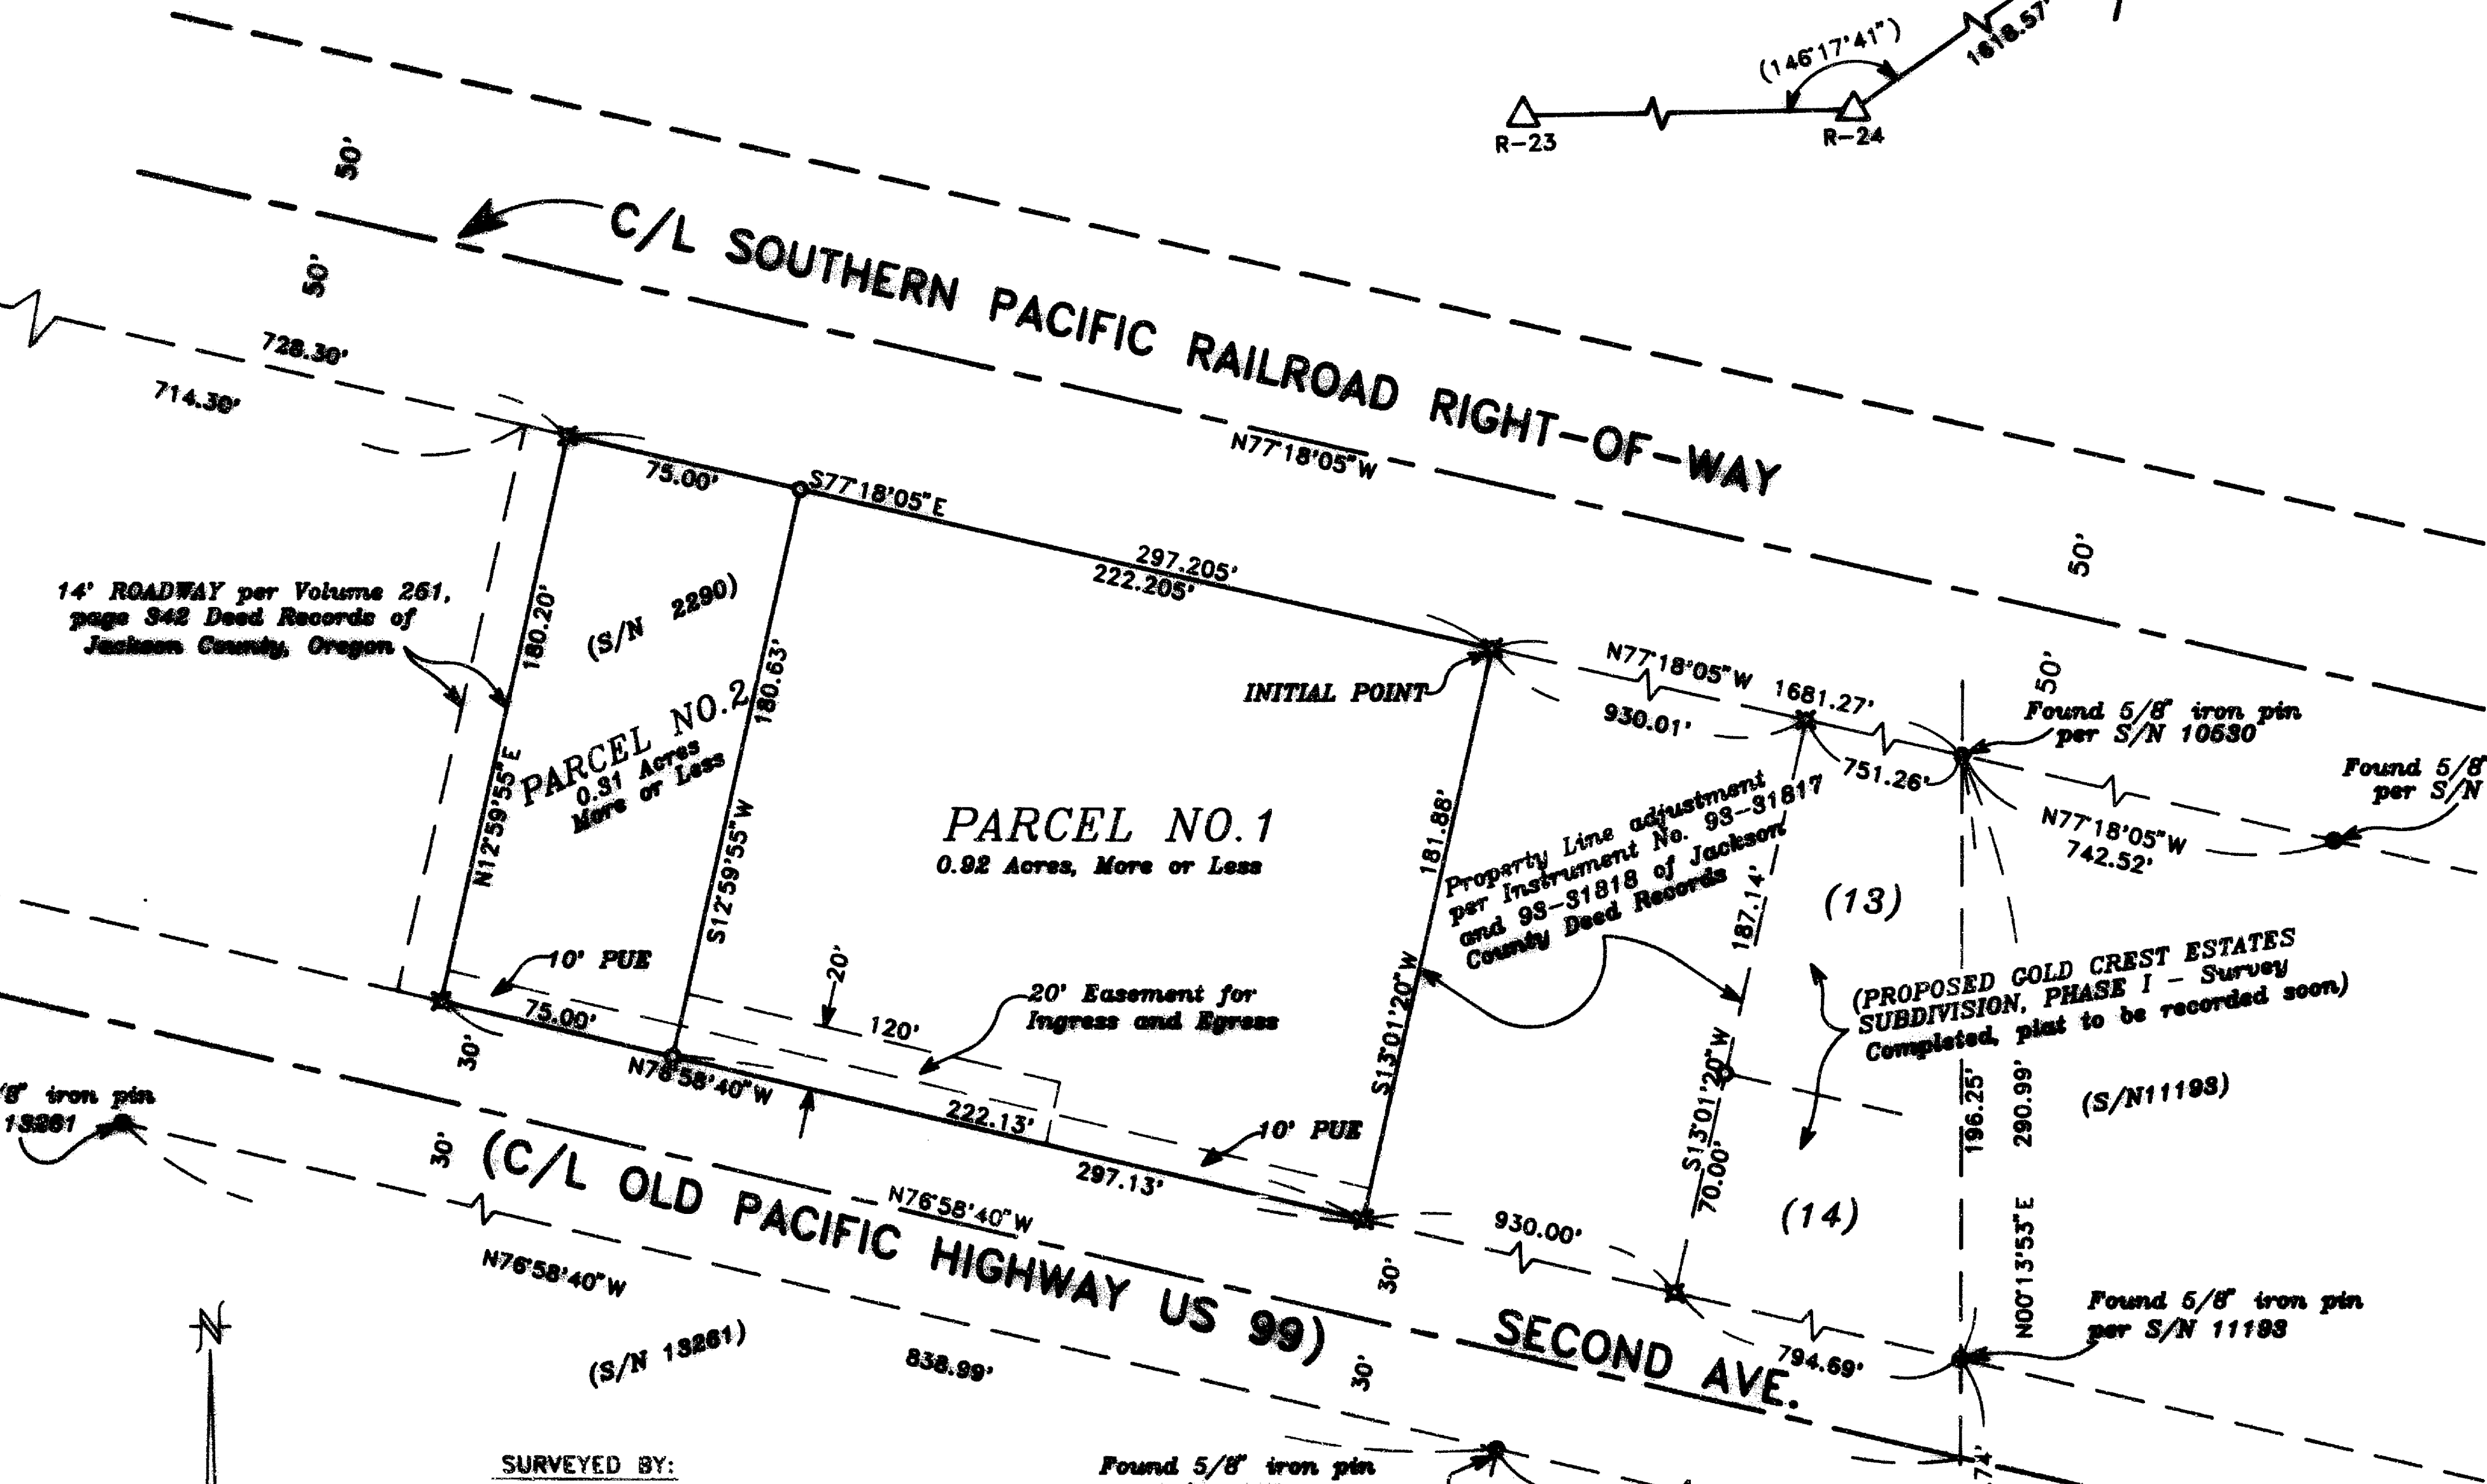 (146°17'41")
1618.57'
R-23
R-24
50'
C/L SOUTHERN PACIFIC RAILROAD RIGHT-OF-WAY
50'
728.30'
714.30'
N77°18'05"W
75.00'
S77°18'05"E
297.205'
222.205'
50'
14' ROADWAY per Volume 261,
page 342 Deed Records of
Jackson County, Oregon
180.20'
(S/N 2290)
180.63'
INITIAL POINT
N77°18'05"W
1681.27'
930.01'
50'
Found 5/8" iron pin
per S/N 10530
751.26'
Found 5/8"
per S/N
N77°18'05"W
742.52'
PARCEL NO.2
0.31 Acres
More or Less
N12°59'55"E
S12°59'55"W
PARCEL NO.1
0.92 Acres, More or Less
181.88'
S13°01'20"W
Property Line adjustment
per Instrument No. 93-31817
and 93-31818 of Jackson
County Deed Records
187.14'
(13)
(PROPOSED GOLD CREST ESTATES
SUBDIVISION, PHASE I - Survey
Completed, plat to be recorded soon)
10' PUE
20'
120'
20' Easement for
Ingress and Egress
75.00'
30'
N76°58'40"W
222.13'
10' PUE
297.13'
S13°01'20"W
70.00'
196.25'
290.99'
(S/N11193)
/8" iron pin
13261
30'
(C/L OLD PACIFIC HIGHWAY US 99)
N76°58'40"W
930.00'
(14)
N00°13'53"E
30'
SECOND AVE.
Found 5/8" iron pin
per S/N 11193
794.69'
N76°58'40"W
(S/N 13261)
838.99'
30'
N
SURVEYED BY:
Found 5/8" iron pin
74'